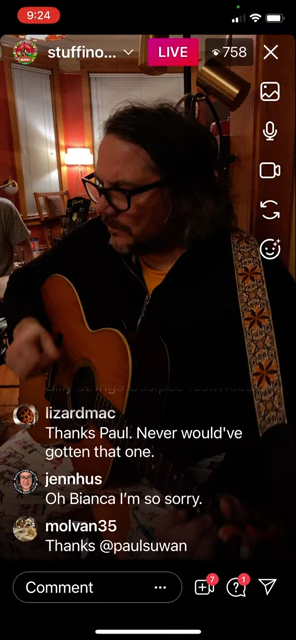 9:24
stuffino...
LIVE
758
lizardmac
Thanks Paul. Never would've
gotten that one.
jennhus
Oh Bianca I'm so sorry.
molvan35
Thanks @paulsuwan
Comment
7
1